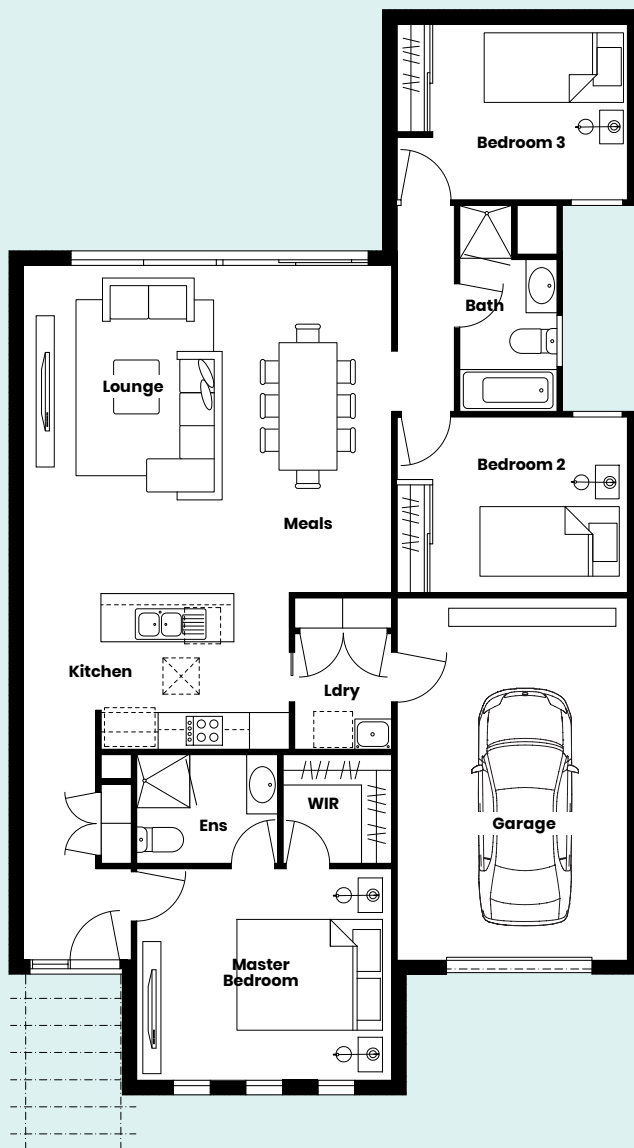 Bedroom 3
Bath
Lounge
Bedroom 2
Meals
Kitchen
Ldry
WIR
Ens
Garage
Master
Bedroom